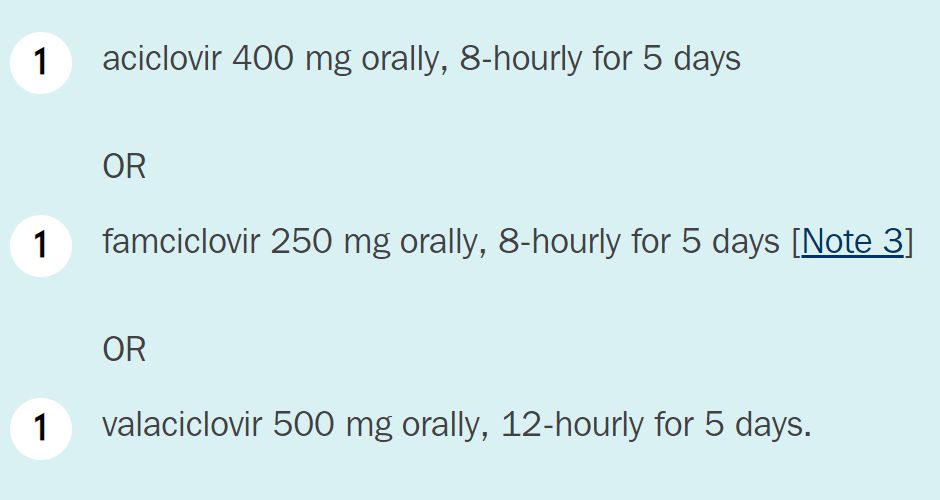 1 aciclovir 400 mg orally, 8-hourly for 5 days
OR
1 famciclovir 250 mg orally, 8-hourly for 5 days [Note 3]
OR
1 valaciclovir 500 mg orally, 12-hourly for 5 days.